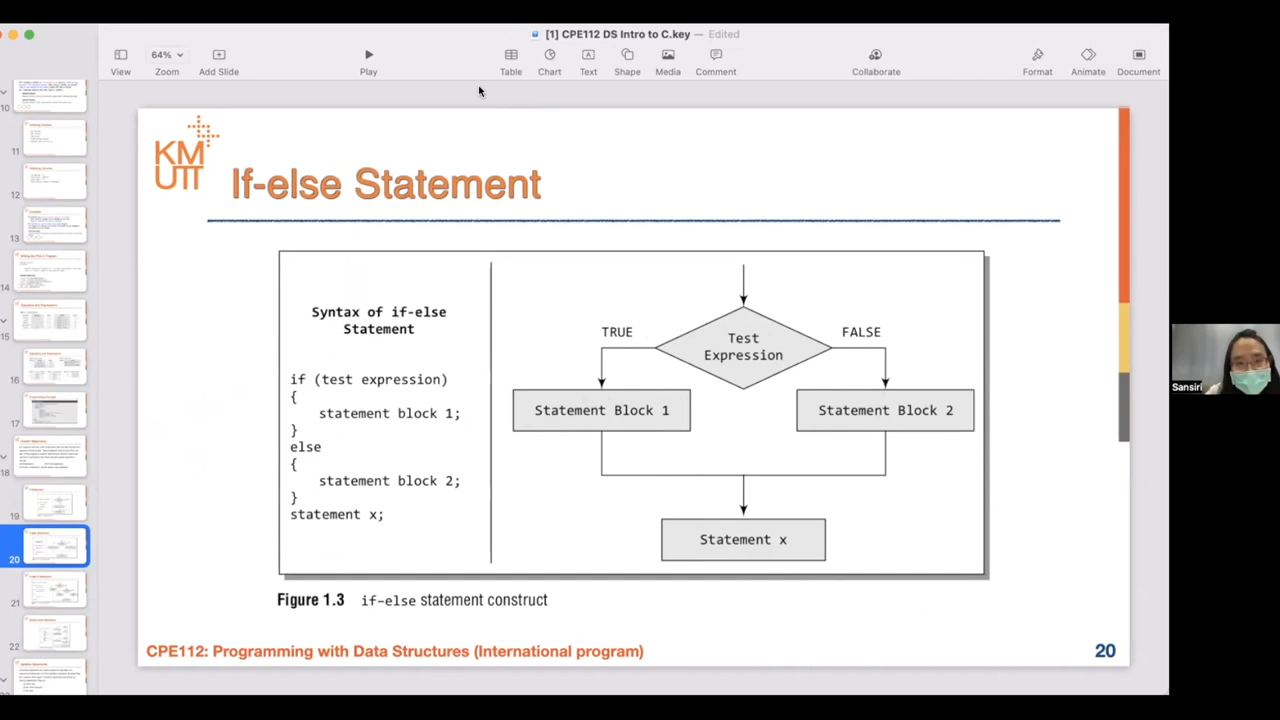 [1] CPE112 DS Intro to C.key — Edited
64%
View
Zoom
Add Slide
Play
Table
Chart
Text
Shape
Media
Comment
Collaborate
Format
Animate
Document
10
11
12
13
14
15
16
17
18
19
20
21
22
KM
UTT
If-else Statement
Syntax of if-else
Statement
if (test expression)
{
statement block 1;
}
else
{
statement block 2;
}
statement x;
TRUE
Test
Expression
FALSE
Statement Block 1
Statement Block 2
Statement x
Figure 1.3 if-else statement construct
CPE112: Programming with Data Structures (International program)
20
Sansiri